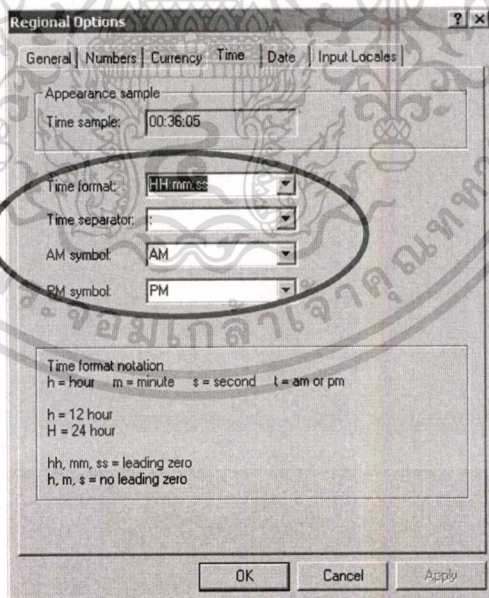 Regional Options
? ×
General Numbers Currency Time Date Input Locales
Appearance sample
Time sample: 00:36:05
Time format: HH:mm:ss
Time separator: :
AM symbol: AM
PM symbol: PM
Time format notation
h = hour m = minute s = second t = am or pm
h = 12 hour
H = 24 hour
hh, mm, ss = leading zero
h, m, s = no leading zero
OK Cancel Apply